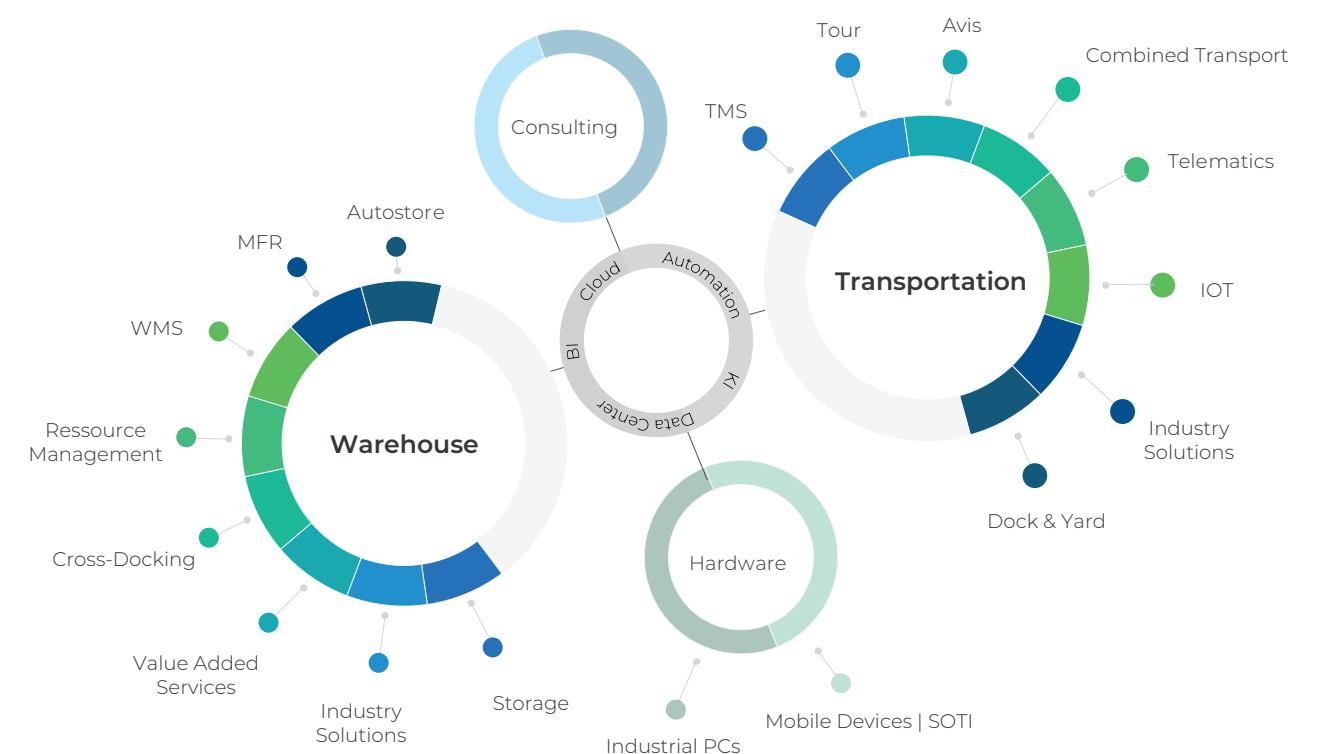 Tour
Avis
Combined Transport
TMS
Consulting
Telematics
Autostore
MFR
Cloud
Automation
Transportation
IOT
WMS
BI
KI
Data Center
Ressource
Management
Warehouse
Industry
Solutions
Dock & Yard
Cross-Docking
Hardware
Value Added
Services
Industry
Solutions
Storage
Mobile Devices | SOTI
Industrial PCs